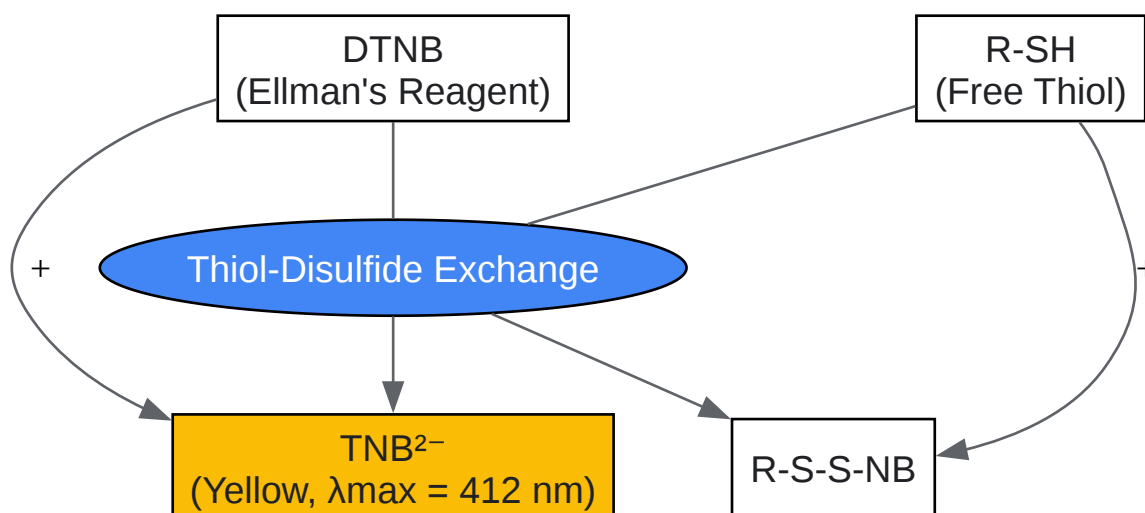 DTNB
(Ellman's Reagent)
R-SH
(Free Thiol)
+
Thiol-Disulfide Exchange
+
TNB²⁻
(Yellow, λmax = 412 nm)
R-S-S-NB